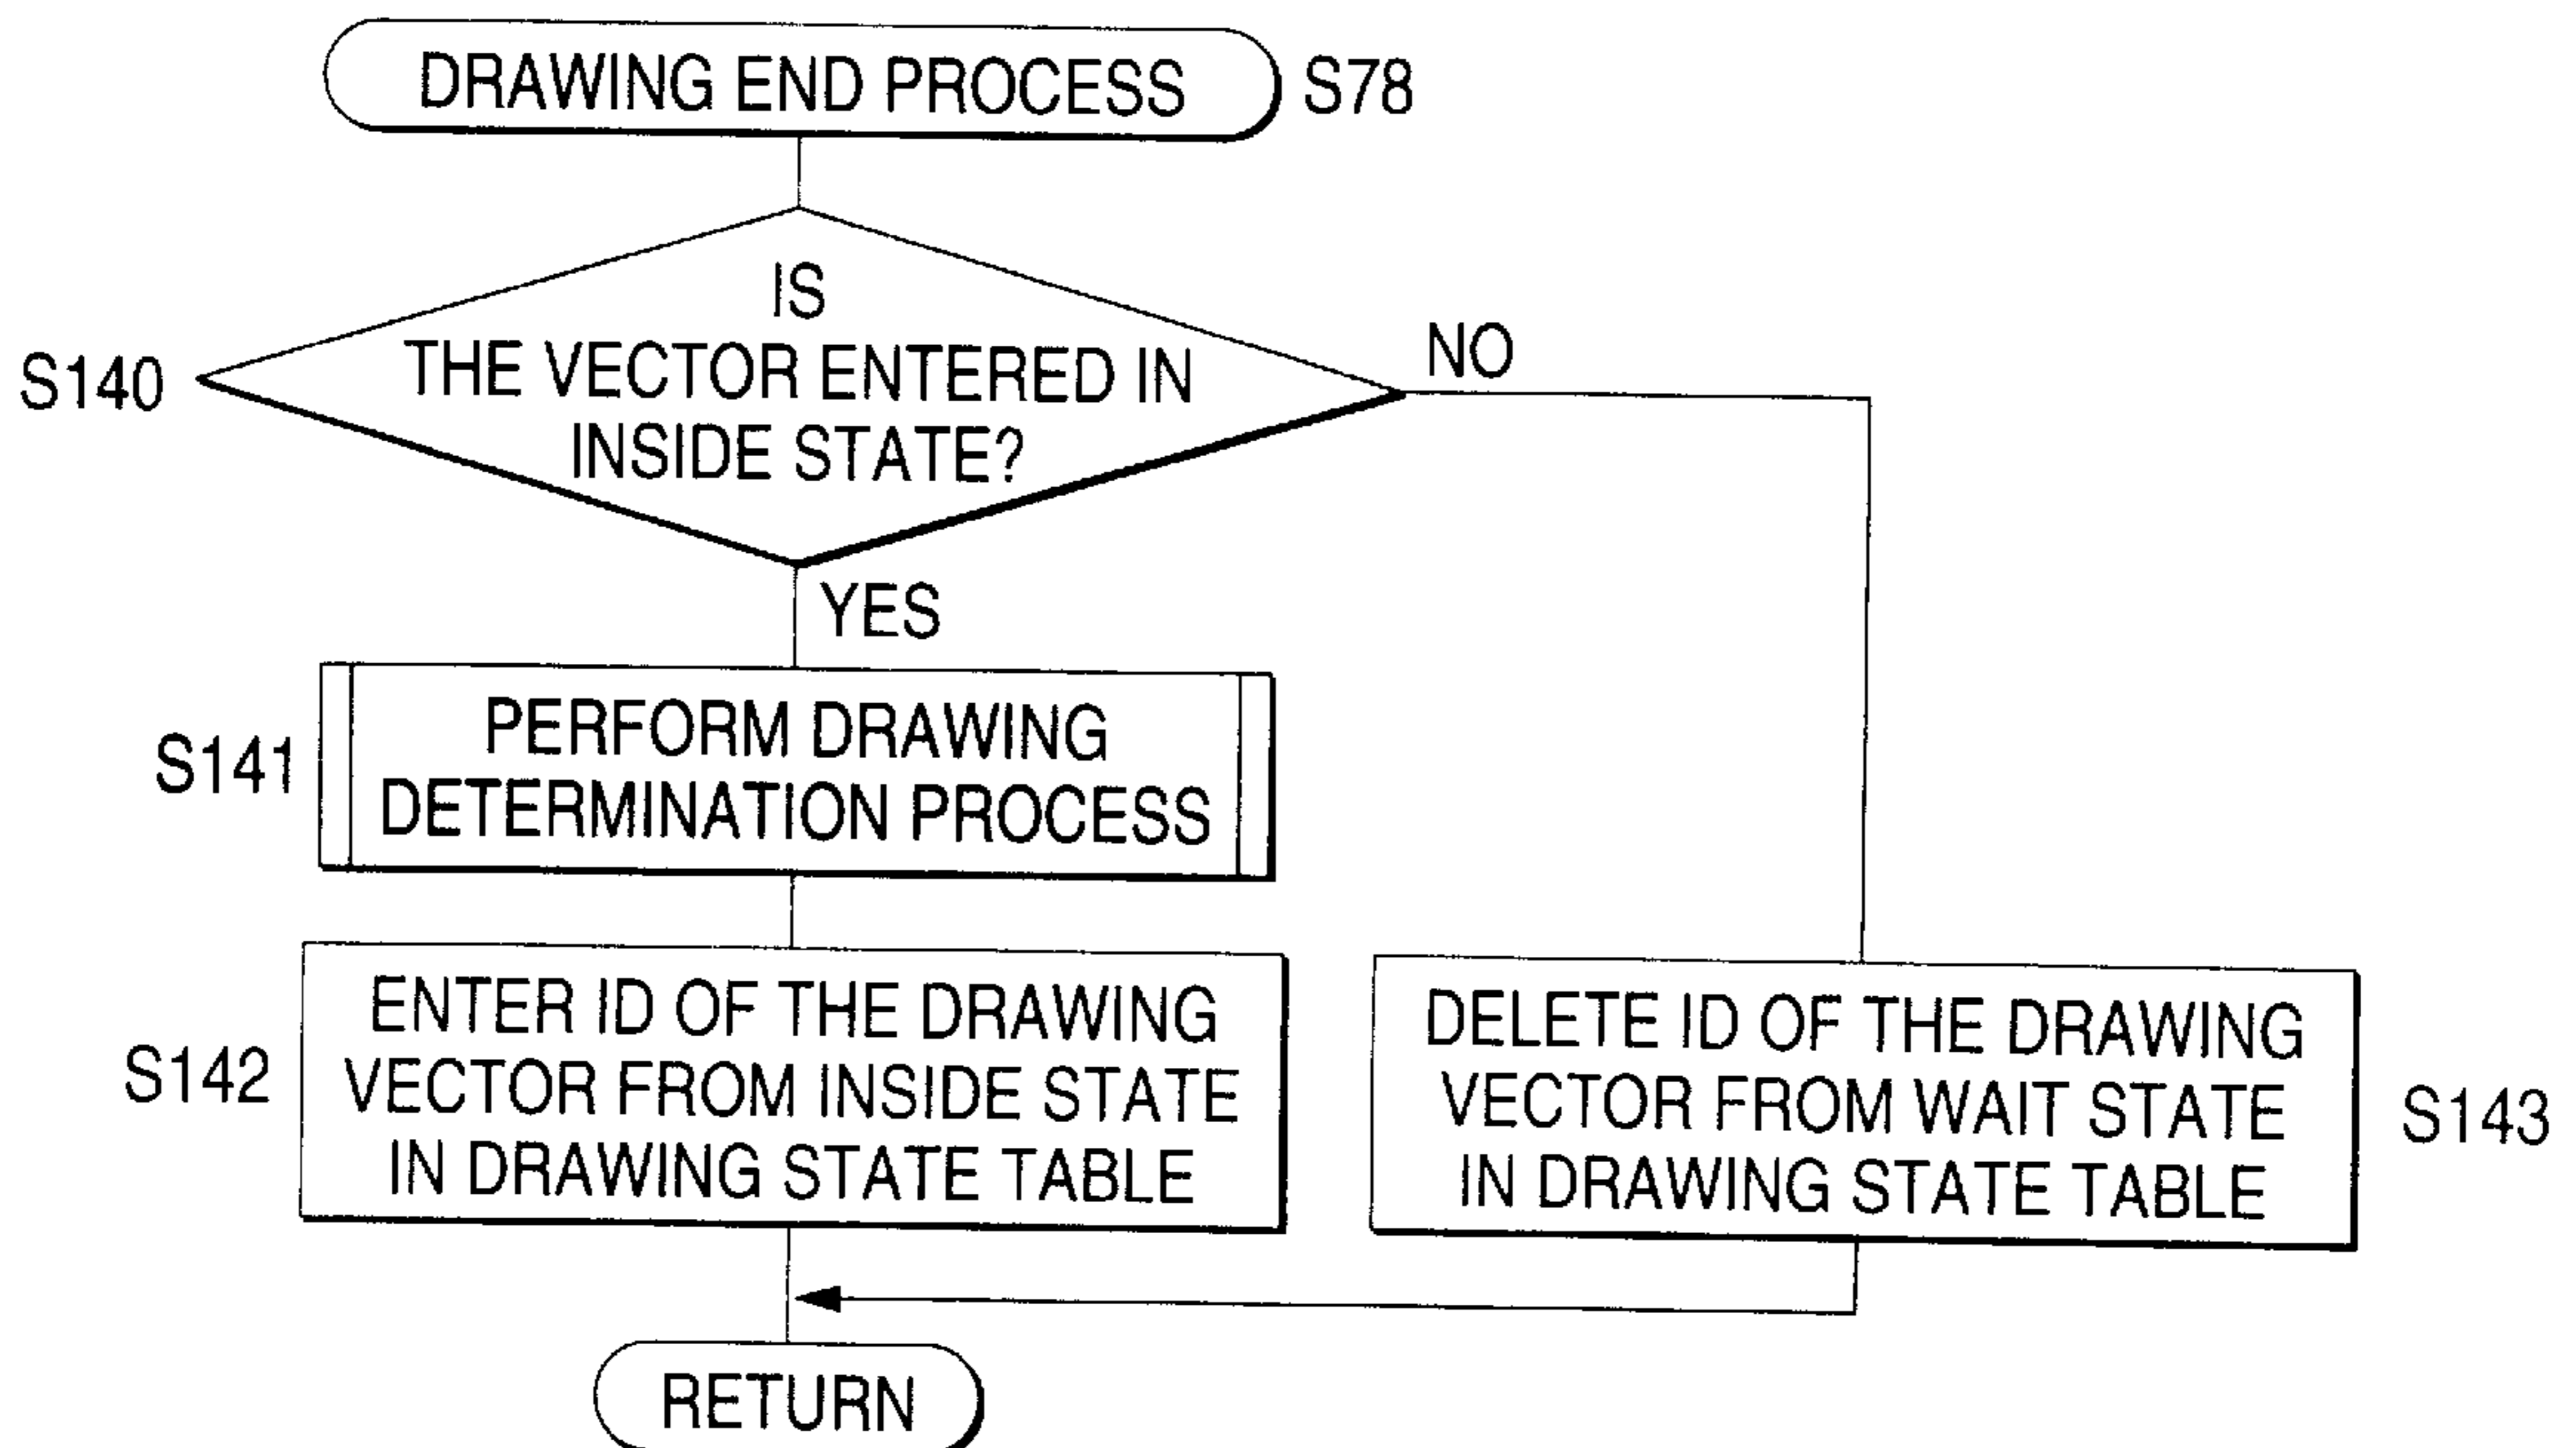 DRAWING END PROCESS
S78
IS
THE VECTOR ENTERED IN
INSIDE STATE?
S140
NO
YES
PERFORM DRAWING
DETERMINATION PROCESS
S141
ENTER ID OF THE DRAWING
VECTOR FROM INSIDE STATE
IN DRAWING STATE TABLE
S142
DELETE ID OF THE DRAWING
VECTOR FROM WAIT STATE
IN DRAWING STATE TABLE
S143
RETURN